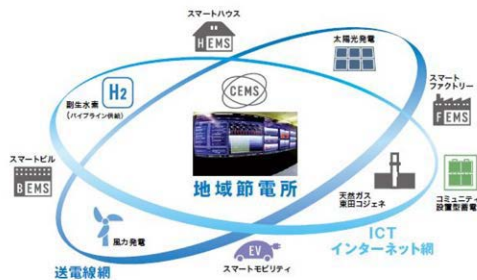 スマートハウス
HEMS
太陽光発電
副生水素
(パイプライン供給)
H2
CEMS
スマート
ファクトリー
FEMS
スマートビル
BEMS
地域節電所
天然ガス
東田コジェネ
コミュニティ
設置型蓄電
風力発電
EV
スマートモビリティ
ICT
インターネット網
送電線網